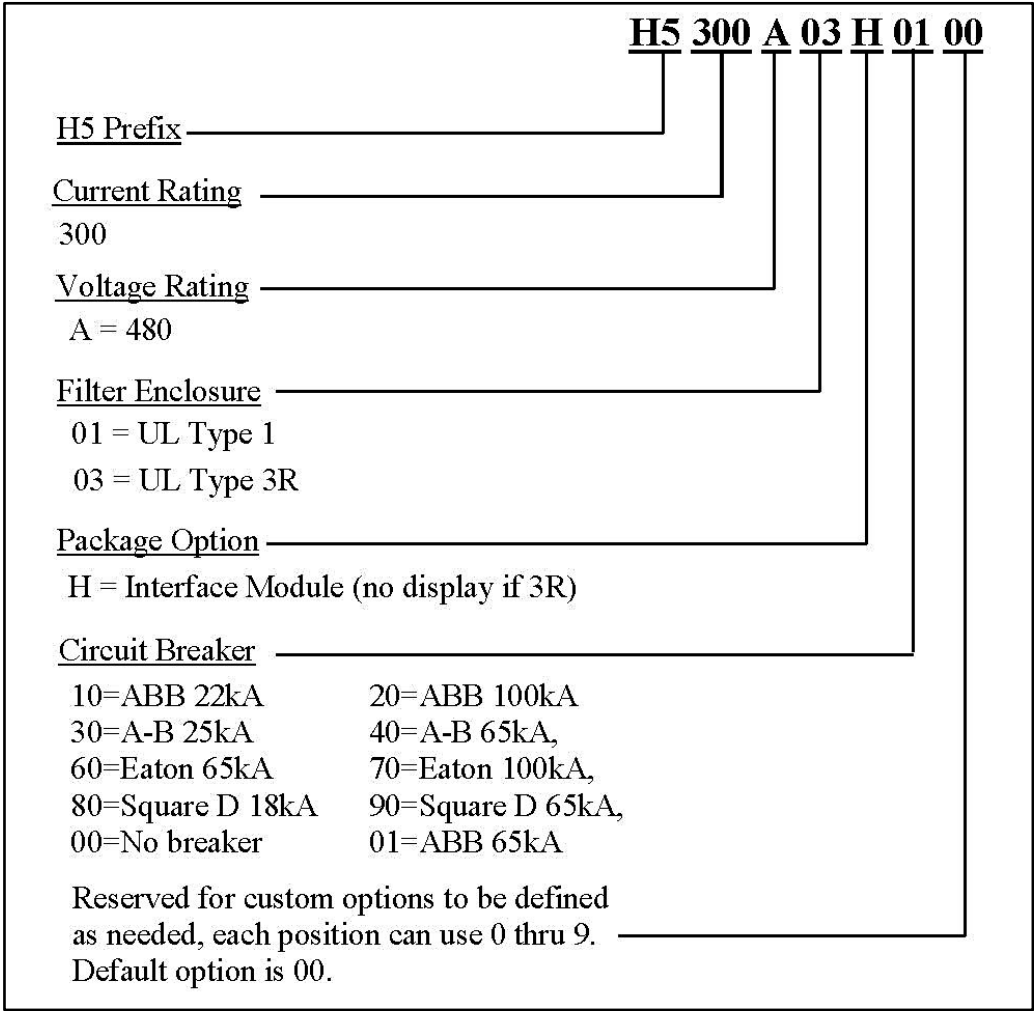 H5 300 A 03 H 01 00
H5 Prefix
Current Rating
300
Voltage Rating
A = 480
Filter Enclosure
01 = UL Type 1
03 = UL Type 3R
Package Option
H = Interface Module (no display if 3R)
Circuit Breaker
10=ABB 22kA 20=ABB 100kA
30=A-B 25kA 40=A-B 65kA,
60=Eaton 65kA 70=Eaton 100kA,
80=Square D 18kA 90=Square D 65kA,
00=No breaker 01=ABB 65kA
Reserved for custom options to be defined
as needed, each position can use 0 thru 9.
Default option is 00.